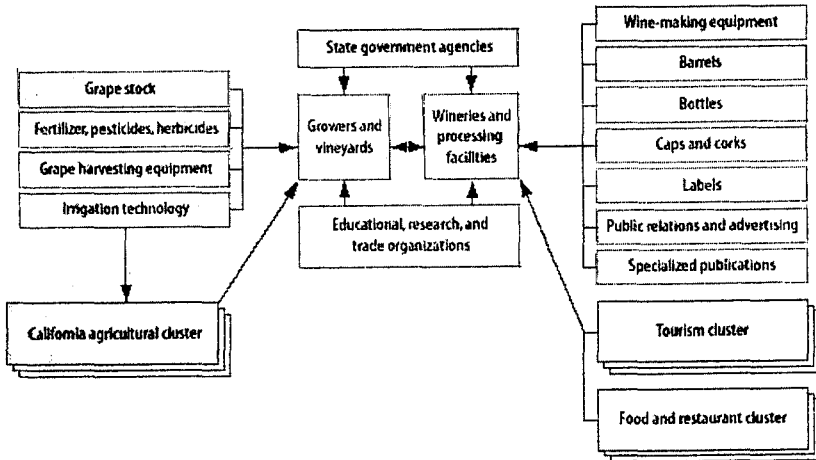 State government agencies
Grape stock
Fertilizer, pesticides, herbicides
Grape harvesting equipment
Irrigation technology
Growers and
vineyards
Wineries and
processing
facilities
Educational, research, and
trade organizations
California agricultural cluster
Wine-making equipment
Barrels
Bottles
Caps and corks
Labels
Public relations and advertising
Specialized publications
Tourism cluster
Food and restaurant cluster